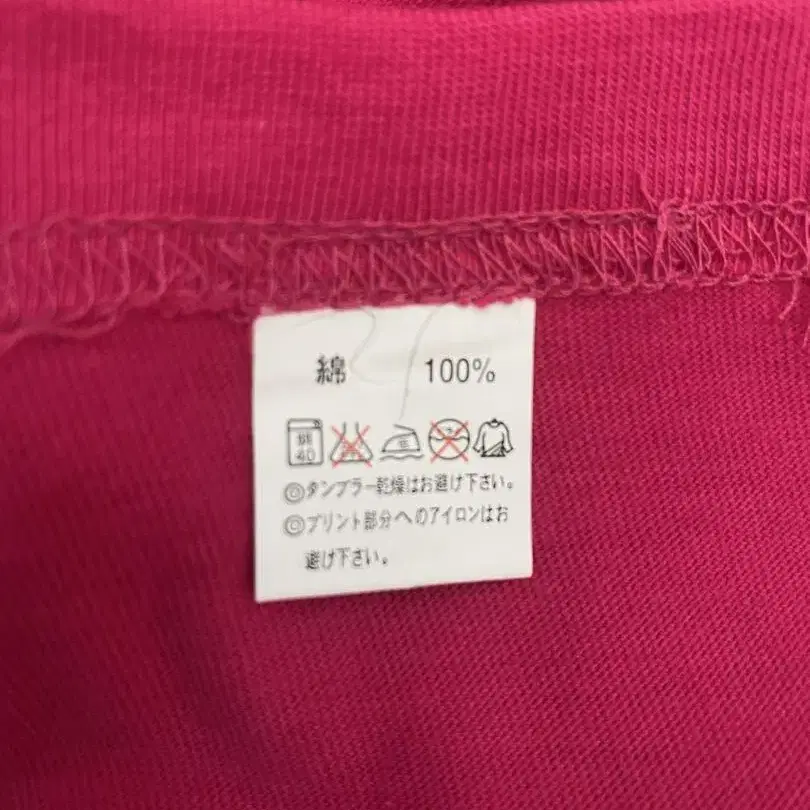 綿 100%
40
◎タンブラー乾燥はお避け下さい。
◎プリント部分へのアイロンはお
避け下さい。